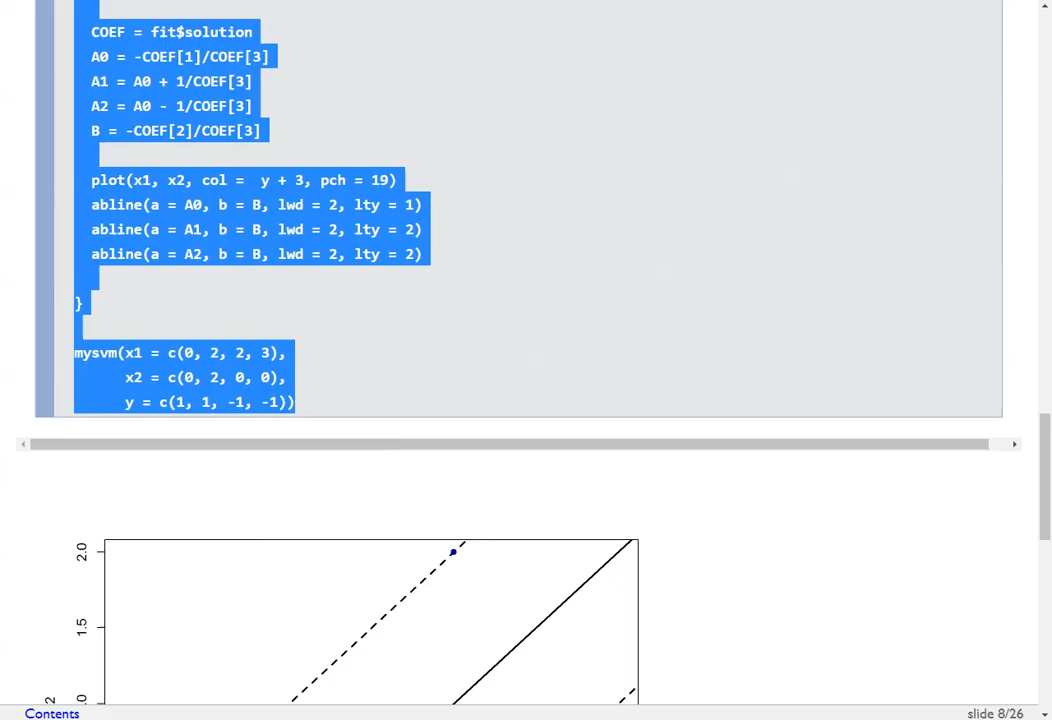 COEF = fit$solution
A0 = -COEF[1]/COEF[3]
A1 = A0 + 1/COEF[3]
A2 = A0 - 1/COEF[3]
B = -COEF[2]/COEF[3]
plot(x1, x2, col =  y + 3, pch = 19)
abline(a = A0, b = B, lwd = 2, lty = 1)
abline(a = A1, b = B, lwd = 2, lty = 2)
abline(a = A2, b = B, lwd = 2, lty = 2)
}
mysvm(x1 = c(0, 2, 2, 3),
x2 = c(0, 2, 0, 0),
y = c(1, 1, -1, -1))
2.0
1.5
Contents
slide 8/26